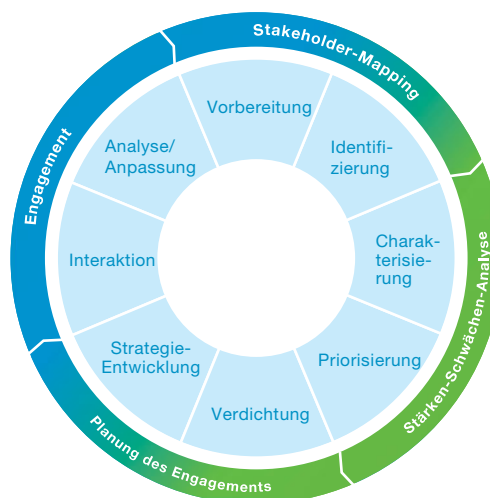 Stakeholder-Mapping
Stärken-Schwächen-Analyse
Planung des Engagements
Engagement
Vorbereitung
Identifi-
zierung
Charak-
terisie-
rung
Priorisierung
Verdichtung
Strategie-
Entwicklung
Interaktion
Analyse/
Anpassung